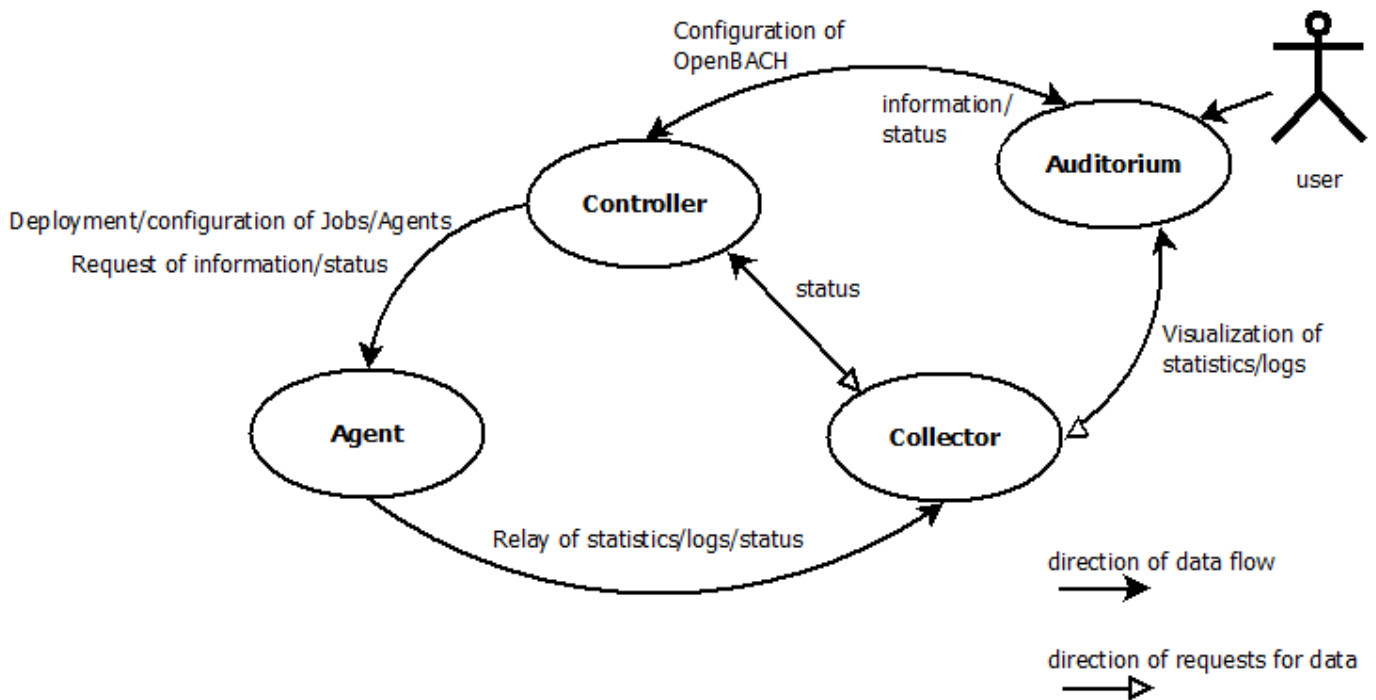 Configuration of
OpenBACH
information/
status
Auditorium
user
Controller
Deployment/configuration of Jobs/Agents
Request of information/status
status
Visualization of
statistics/logs
Agent
Collector
Relay of statistics/logs/status
direction of data flow
direction of requests for data